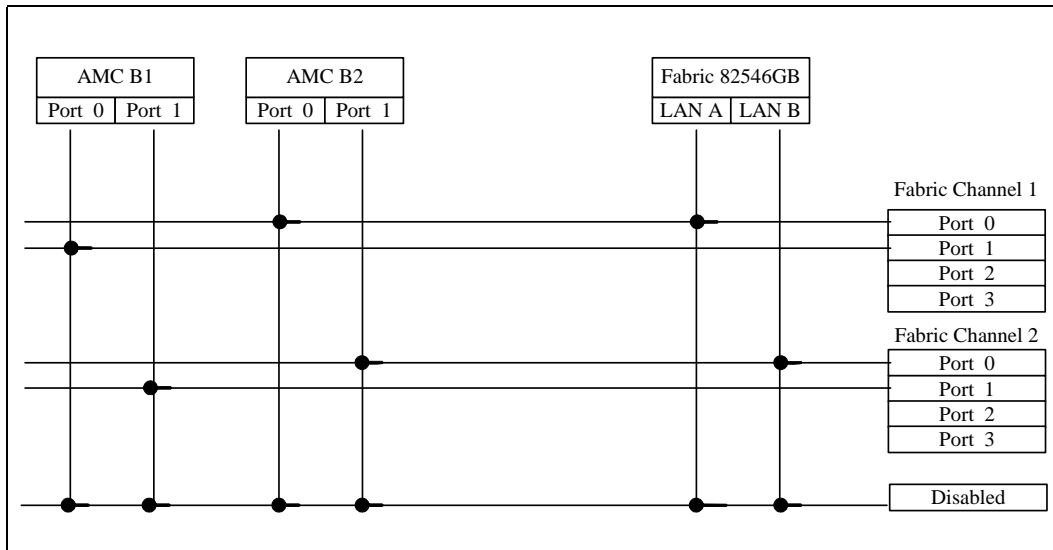 AMC B1
Port 0 Port 1
AMC B2
Port 0 Port 1
Fabric 82546GB
LAN A LAN B
Fabric Channel 1
Port 0
Port 1
Port 2
Port 3
Fabric Channel 2
Port 0
Port 1
Port 2
Port 3
Disabled